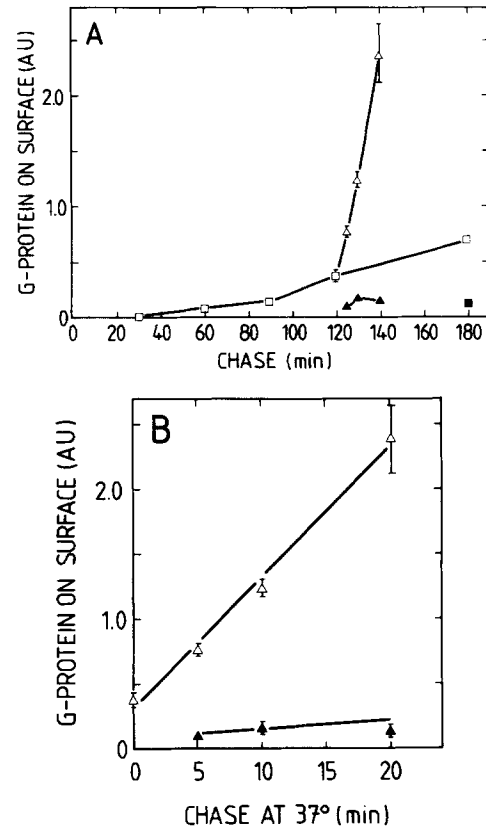 A
G-PROTEIN ON SURFACE (AU)
2.0
1.0
0
0 20 40 60 80 100 120 140 160 180
CHASE (min)
B
G-PROTEIN ON SURFACE (AU)
2.0
1.0
0
0 5 10 15 20
CHASE AT 37° (min)